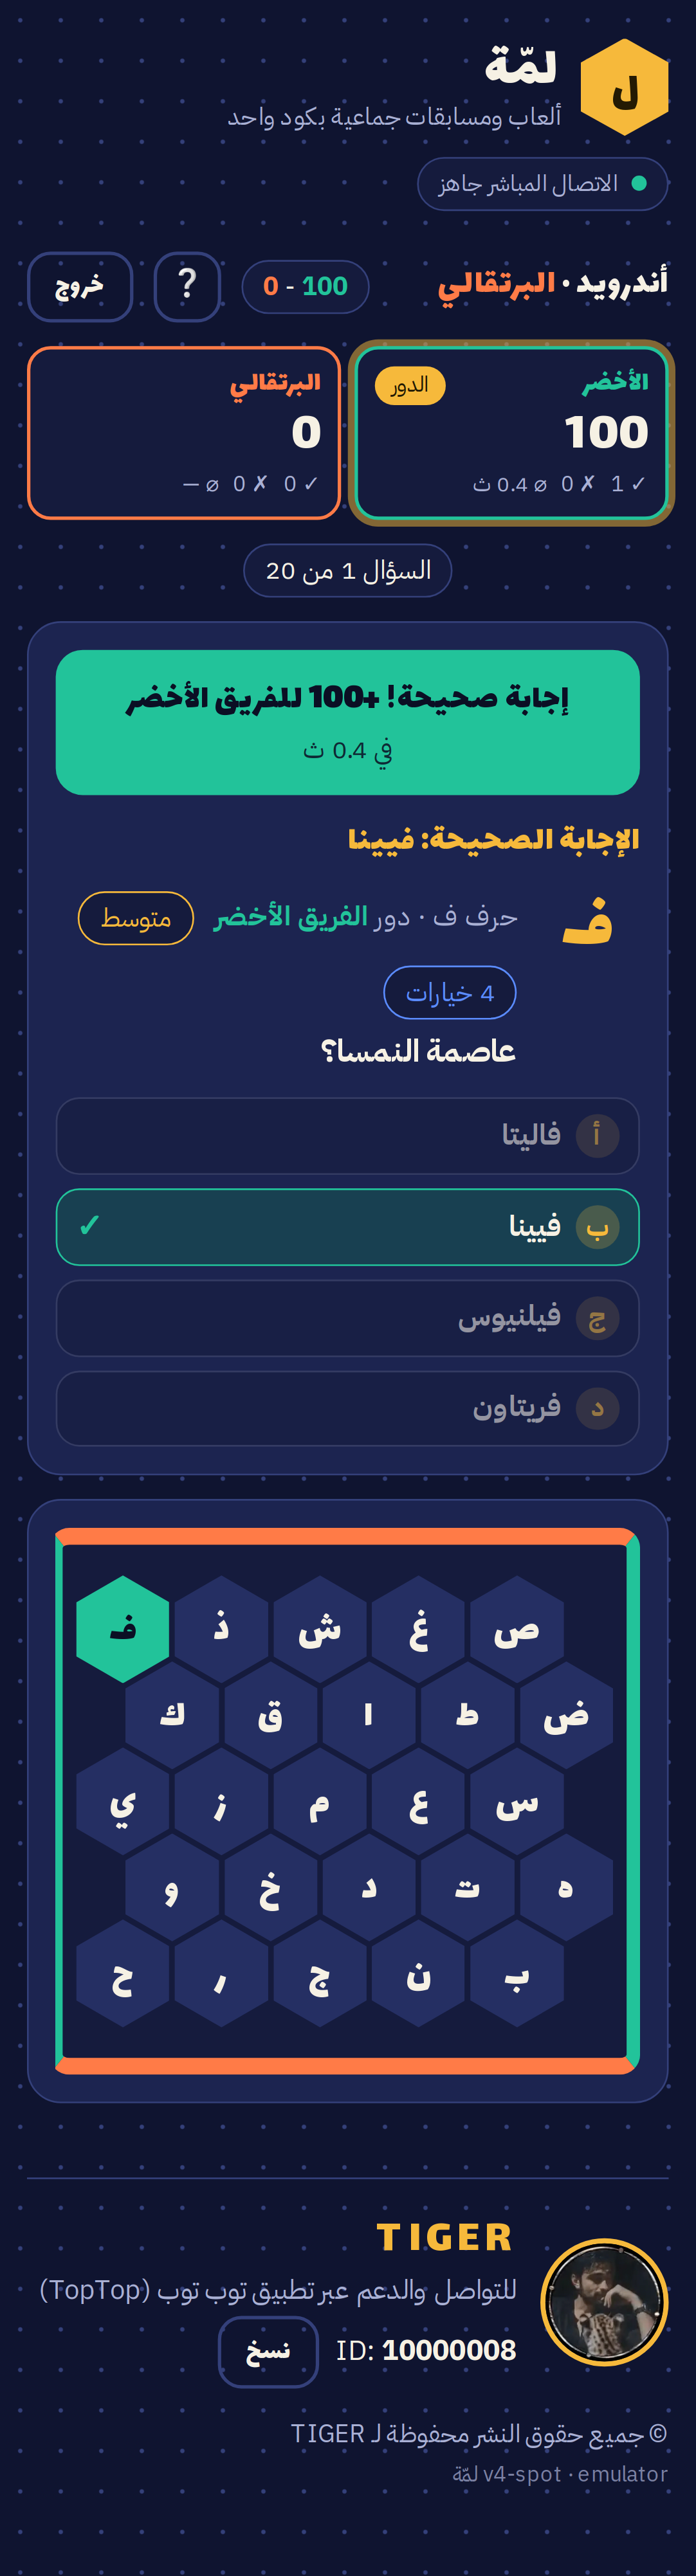 ل
لمّة
ألعاب ومسابقات جماعية بكود واحد
الاتصال المباشر جاهز
أندرويد · البرتقالي
100 - 0
?
خروج
الأخضر
الدور
100
✓ 1 ✗ 0 ⌀ 0.4 ث
البرتقالي
0
✓ 0 ✗ 0 ⌀ —
السؤال 1 من 20
إجابة صحيحة! +100 للفريق الأخضر
في 0.4 ث
الإجابة الصحيحة: فيينا
ف
حرف ف · دور الفريق الأخضر
متوسط
4 خيارات
عاصمة النمسا؟
أ فاليتا
ب فيينا ✓
ج فيلنيوس
د فريتاون
ص غ ش ذ ف
ض ط ا ق ك
س ع م ز ي
ه ت د خ و
ب ن ج ر ح
TIGER
للتواصل والدعم عبر تطبيق توب توب (TopTop)
ID: 10000008
نسخ
© جميع حقوق النشر محفوظة لـ TIGER
لمّة v4-spot · emulator